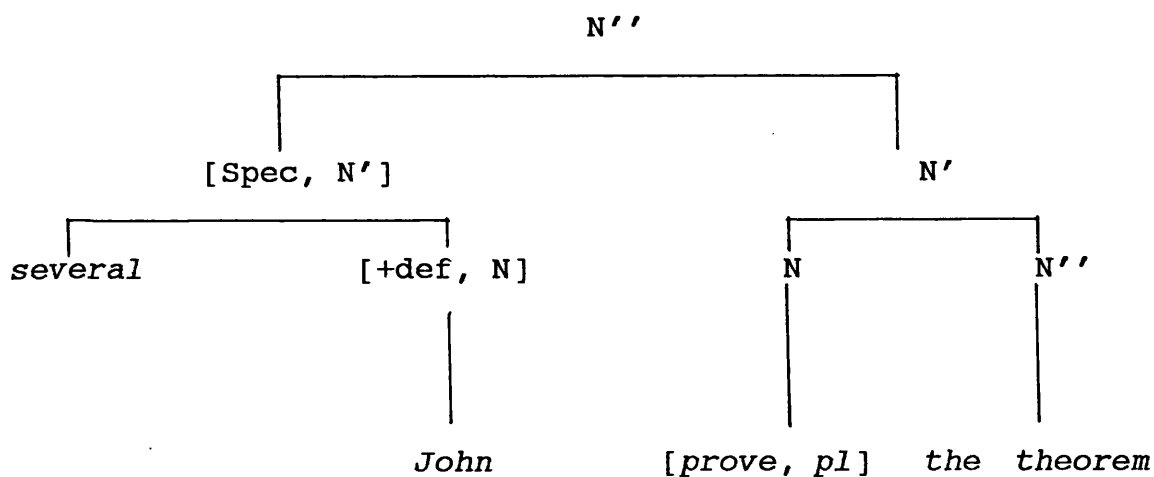 N′′
[Spec, N′] N′
several [+def, N] N N′′
John [prove, pl] the theorem